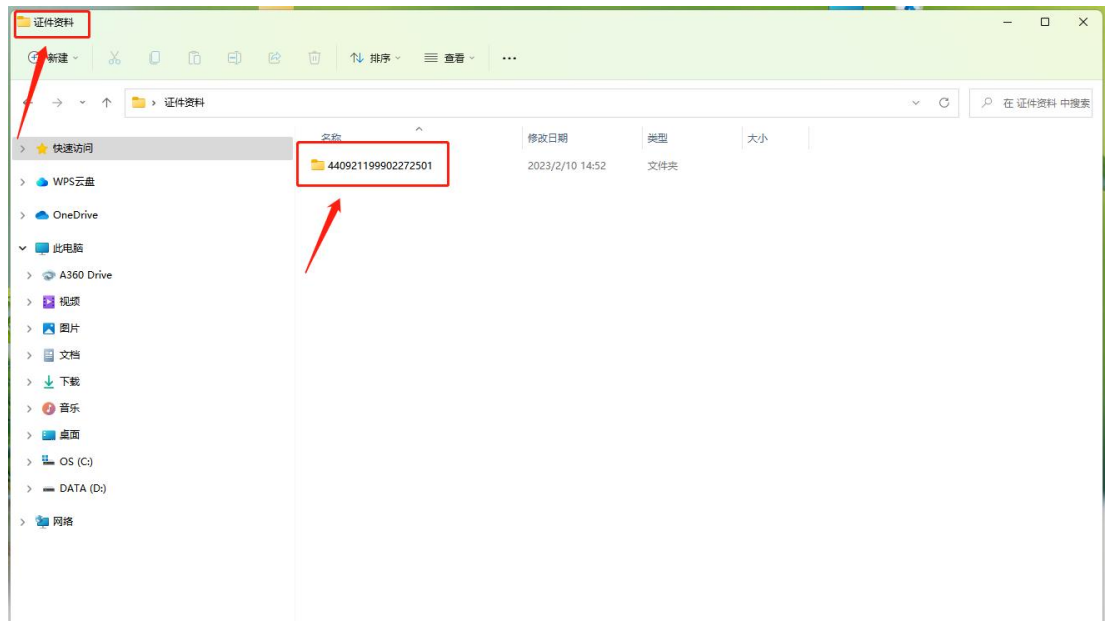 证件资料
新建
排序
查看
证件资料
在 证件资料 中搜索
名称 修改日期 类型 大小
440921199902272501 2023/2/10 14:52 文件夹
快速访问
WPS云盘
OneDrive
此电脑
A360 Drive
视频
图片
文档
下载
音乐
桌面
OS (C:)
DATA (D:)
网络